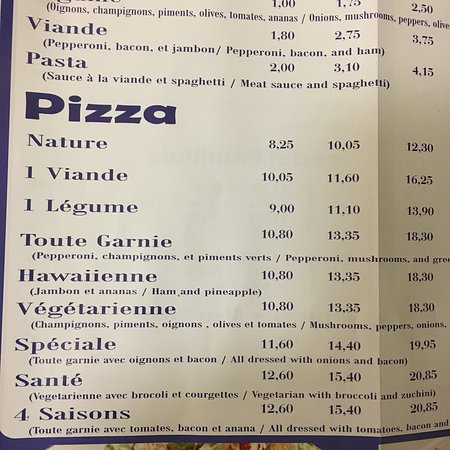 1,00 1,75 2,50
(Oignons, champignons, piments, olives, tomates, ananas / Onions, mushrooms, peppers, olives
Viande 1,80 2,75 3,75
(Pepperoni, bacon, et jambon/ Pepperoni, bacon, and ham)
Pasta 2,00 3,10 4,15
(Sauce à la viande et spaghetti / Meat sauce and spaghetti)
Pizza
Nature 8,25 10,05 12,30
1 Viande 10,05 11,60 16,25
1 Légume 9,00 11,10 13,90
Toute Garnie 10,80 13,35 18,30
(Pepperoni, champignons, et piments verts / Pepperoni, mushrooms, and gree
Hawaiienne 10,80 13,35 18,30
(Jambon et ananas / Ham and pineapple)
Végétarienne 10,80 13,35 18,30
(Champignons, piments, oignons , olives et tomates / Mushrooms, peppers, onions,
Spéciale 11,60 14,40 19,95
(Toute garnie avec oignons et bacon / All dressed with onions and bacon)
Santé 12,60 15,40 20,85
(Vegetarienne avec brocoli et courgettes / Vegetarian with broccoli and zuchini)
4 Saisons 12,60 15,40 20,85
(Toute garnie avec tomates, bacon et anana / All dressed with tomatoes, bacon and